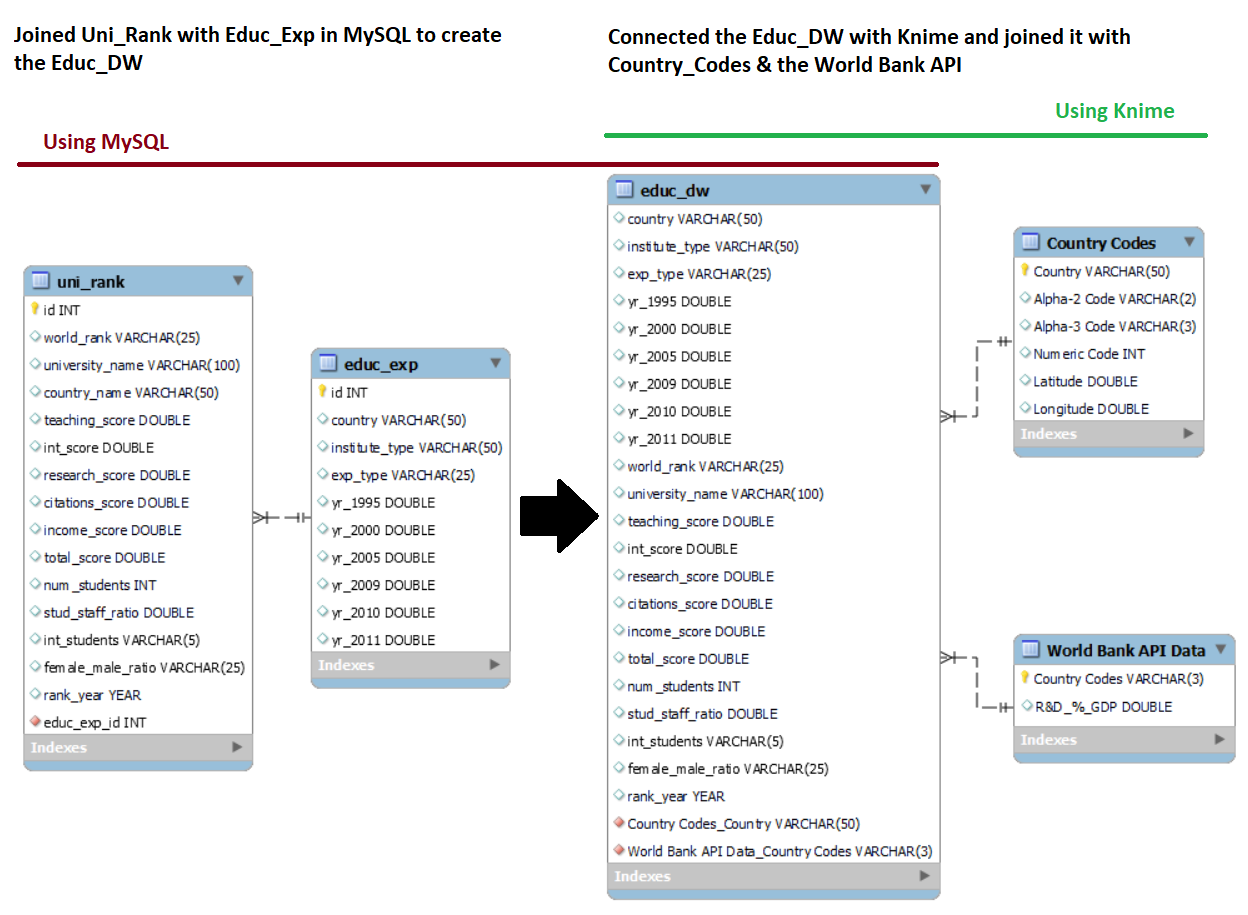 Joined Uni_Rank with Educ_Exp in MySQL to create
the Educ_DW
Connected the Educ_DW with Knime and joined it with
Country_Codes & the World Bank API
Using MySQL
Using Knime
uni_rank
id INT
world_rank VARCHAR(25)
university_name VARCHAR(100)
country_name VARCHAR(50)
teaching_score DOUBLE
int_score DOUBLE
research_score DOUBLE
citations_score DOUBLE
income_score DOUBLE
total_score DOUBLE
num_students INT
stud_staff_ratio DOUBLE
int_students VARCHAR(5)
female_male_ratio VARCHAR(25)
rank_year YEAR
educ_exp_id INT
Indexes
educ_exp
id INT
country VARCHAR(50)
institute_type VARCHAR(50)
exp_type VARCHAR(25)
yr_1995 DOUBLE
yr_2000 DOUBLE
yr_2005 DOUBLE
yr_2009 DOUBLE
yr_2010 DOUBLE
yr_2011 DOUBLE
Indexes
educ_dw
country VARCHAR(50)
institute_type VARCHAR(50)
exp_type VARCHAR(25)
yr_1995 DOUBLE
yr_2000 DOUBLE
yr_2005 DOUBLE
yr_2009 DOUBLE
yr_2010 DOUBLE
yr_2011 DOUBLE
world_rank VARCHAR(25)
university_name VARCHAR(100)
teaching_score DOUBLE
int_score DOUBLE
research_score DOUBLE
citations_score DOUBLE
income_score DOUBLE
total_score DOUBLE
num_students INT
stud_staff_ratio DOUBLE
int_students VARCHAR(5)
female_male_ratio VARCHAR(25)
rank_year YEAR
Country Codes_Country VARCHAR(50)
World Bank API Data_Country Codes VARCHAR(3)
Indexes
Country Codes
Country VARCHAR(50)
Alpha-2 Code VARCHAR(2)
Alpha-3 Code VARCHAR(3)
Numeric Code INT
Latitude DOUBLE
Longitude DOUBLE
Indexes
World Bank API Data
Country Codes VARCHAR(3)
R&D_%_GDP DOUBLE
Indexes